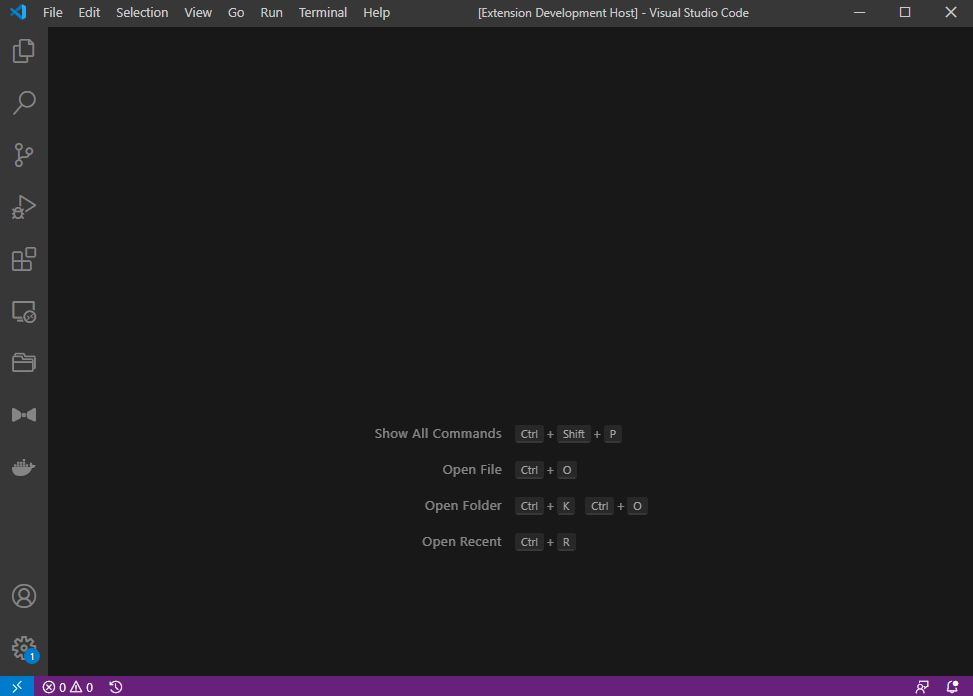 File Edit Selection View Go Run Terminal Help [Extension Development Host] - Visual Studio Code
Show All Commands Ctrl + Shift + P
Open File Ctrl + O
Open Folder Ctrl + K Ctrl + O
Open Recent Ctrl + R
1
0 0